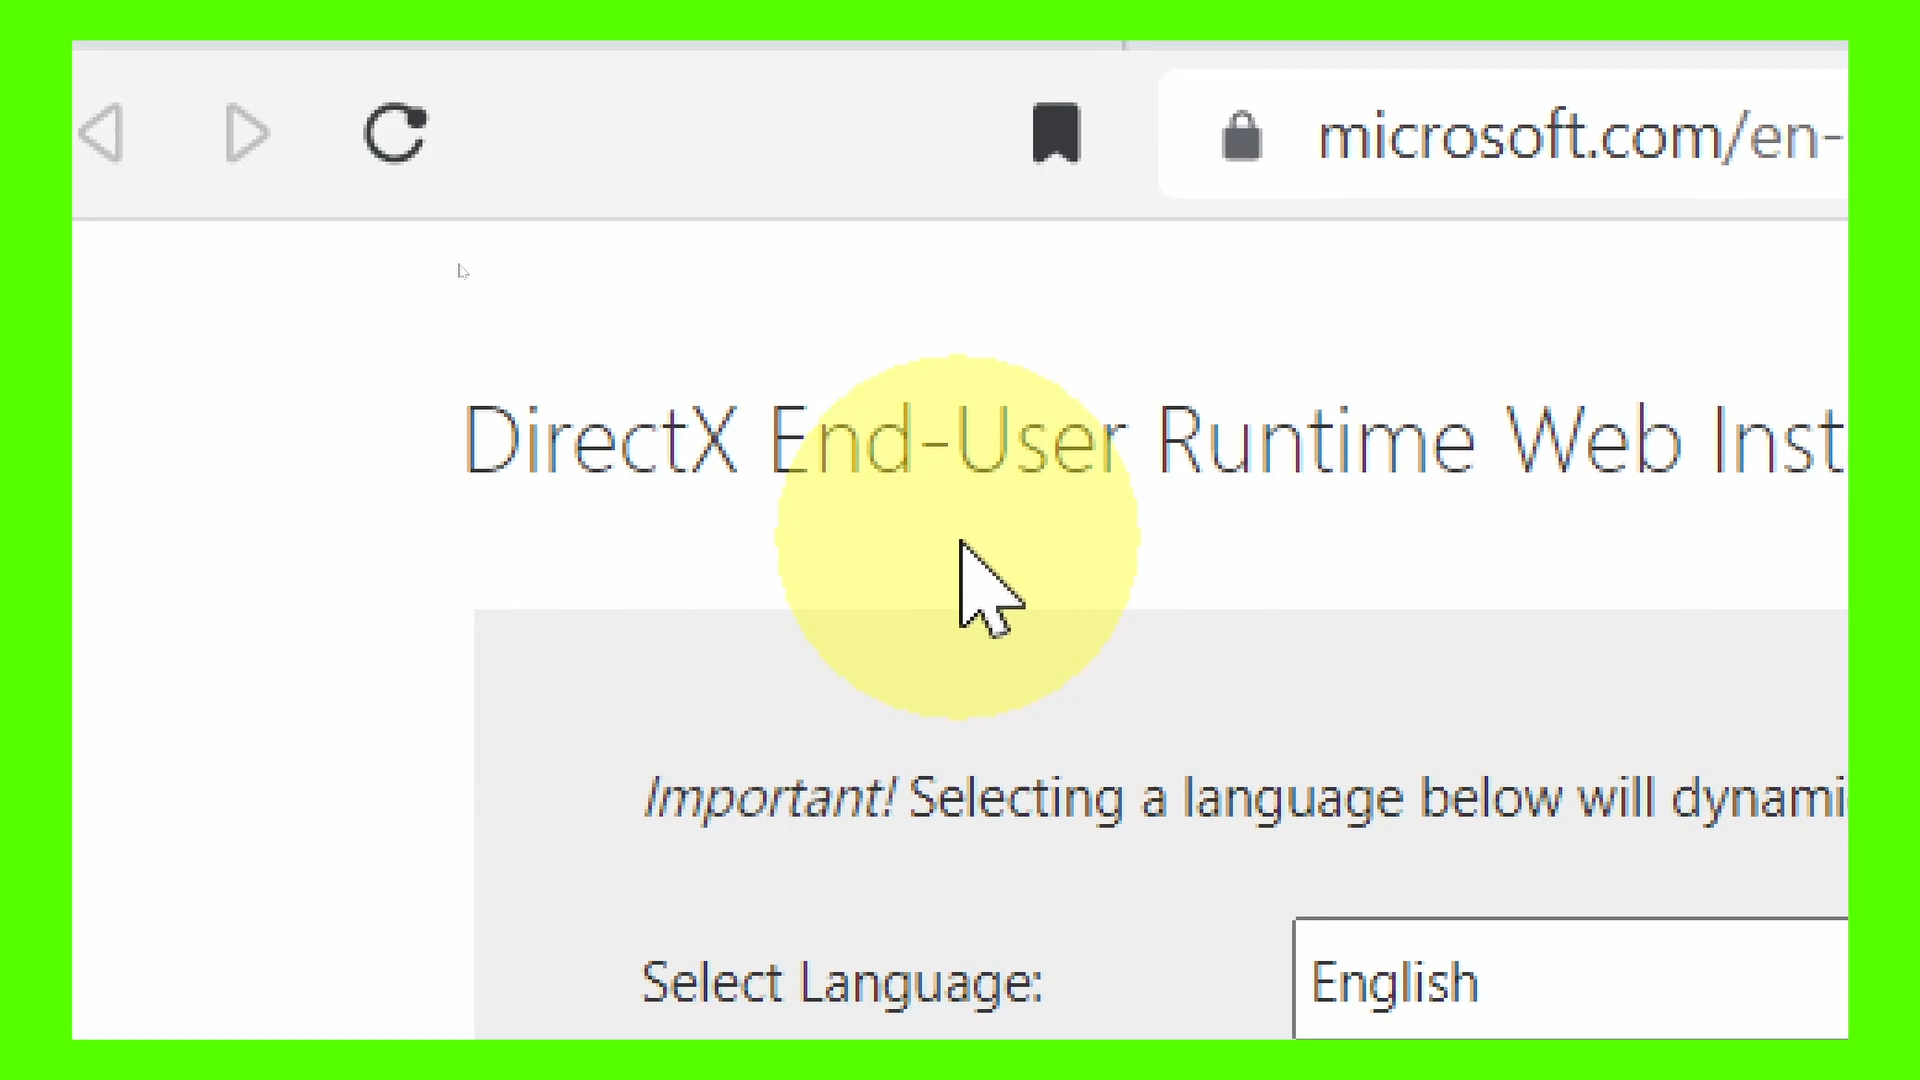 microsoft.com/en-
DirectX End-User Runtime Web Inst
Important! Selecting a language below will dynami
Select Language:
English